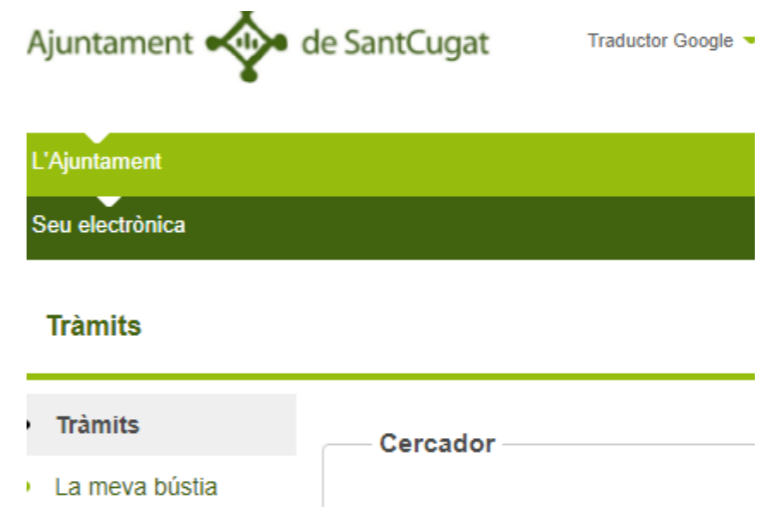 Ajuntament de SantCugat
Traductor Google
L'Ajuntament
Seu electrònica
Tràmits
Tràmits
Cercador
La meva bústia